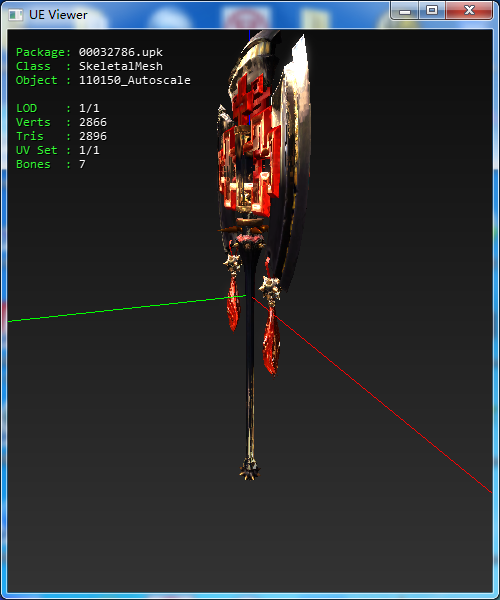 UE Viewer
Package: 00032786.upk
Class : SkeletalMesh
Object : 110150_Autoscale
LOD : 1/1
Verts : 2866
Tris : 2896
UV Set : 1/1
Bones : 7